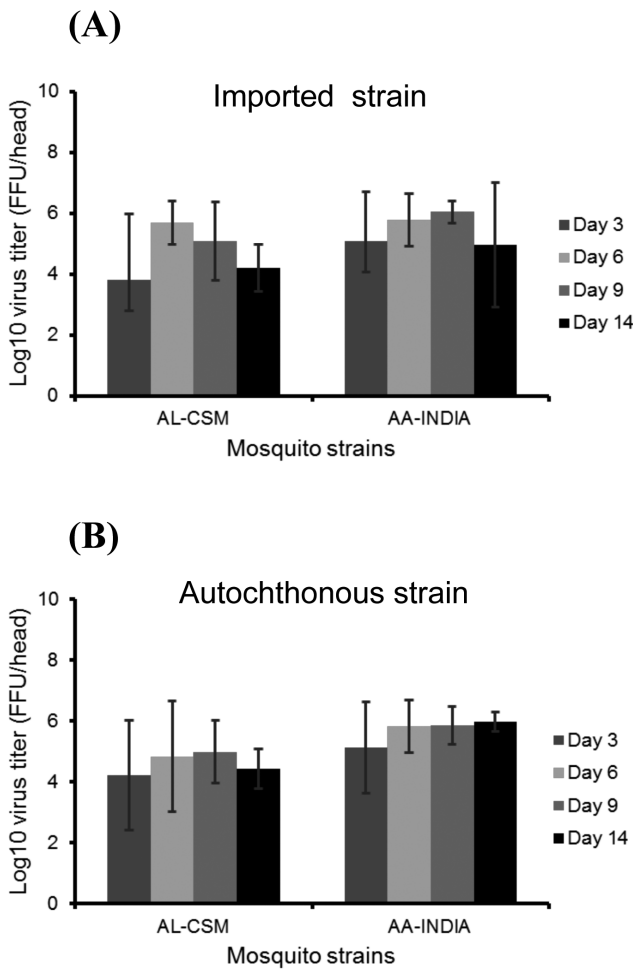 (A)
Imported strain
Log10 virus titer (FFU/head)
10
8
6
4
2
0
AL-CSM
AA-INDIA
Mosquito strains
Day 3
Day 6
Day 9
Day 14
(B)
Autochthonous strain
Log10 virus titer (FFU/head)
10
8
6
4
2
0
AL-CSM
AA-INDIA
Mosquito strains
Day 3
Day 6
Day 9
Day 14